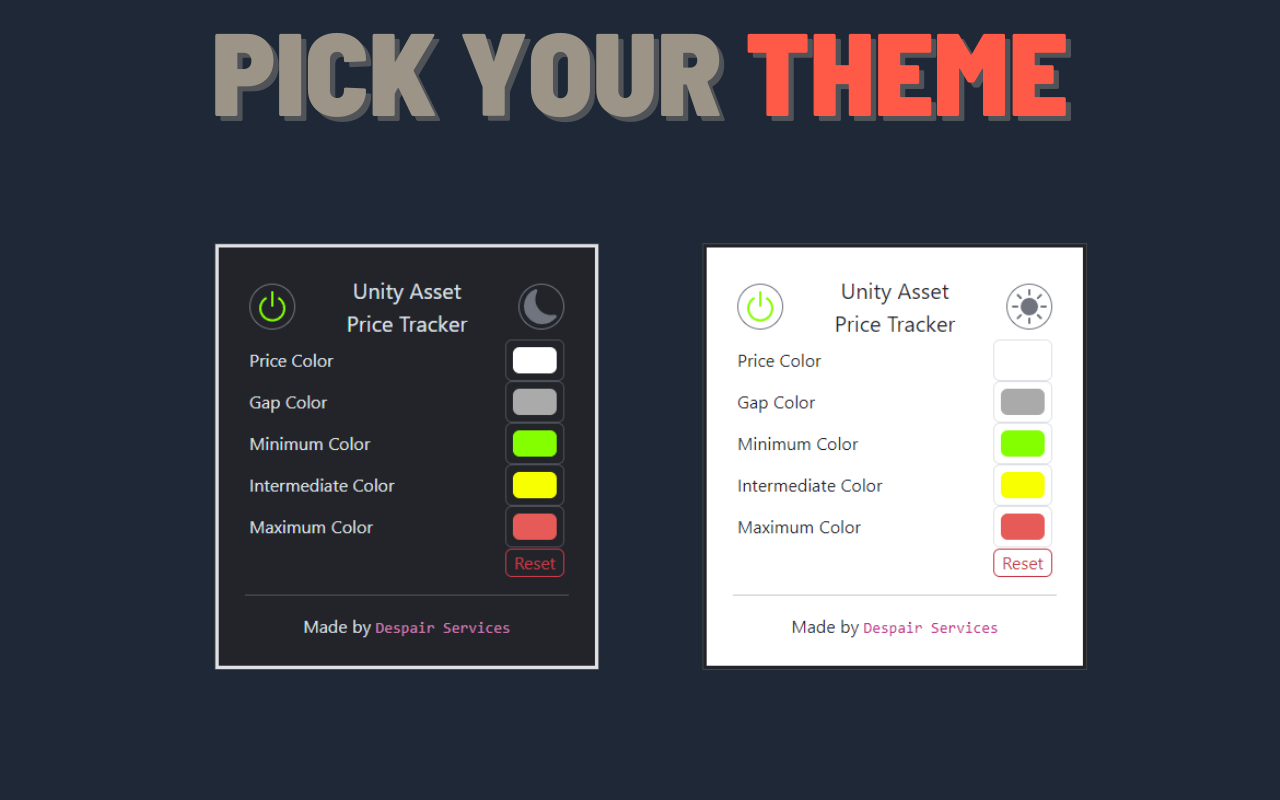 PICK YOUR THEME
Unity Asset
Price Tracker
Price Color
Gap Color
Minimum Color
Intermediate Color
Maximum Color
Reset
Made by Despair Services
Unity Asset
Price Tracker
Price Color
Gap Color
Minimum Color
Intermediate Color
Maximum Color
Reset
Made by Despair Services